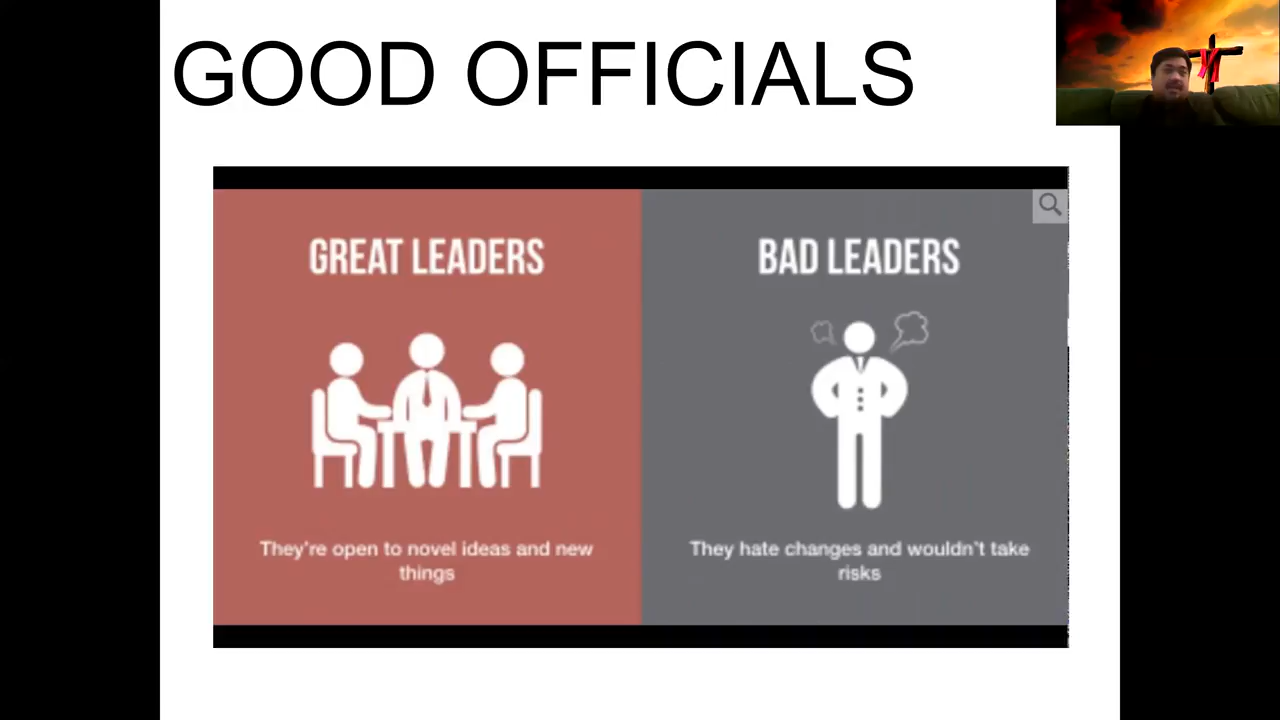 GOOD OFFICIALS
GREAT LEADERS
They're open to novel ideas and new
things
BAD LEADERS
They hate changes and wouldn't take
risks